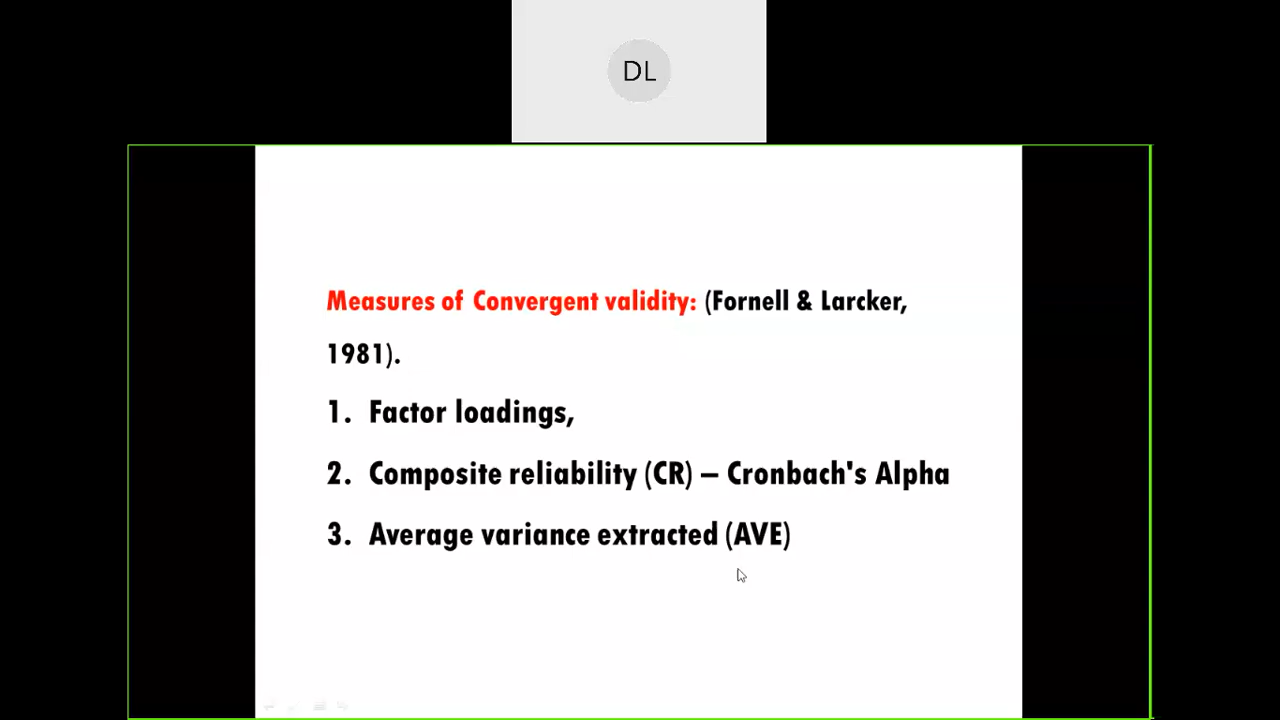 DL
Measures of Convergent validity: (Fornell & Larcker,
1981).
1. Factor loadings,
2. Composite reliability (CR) – Cronbach's Alpha
3. Average variance extracted (AVE)